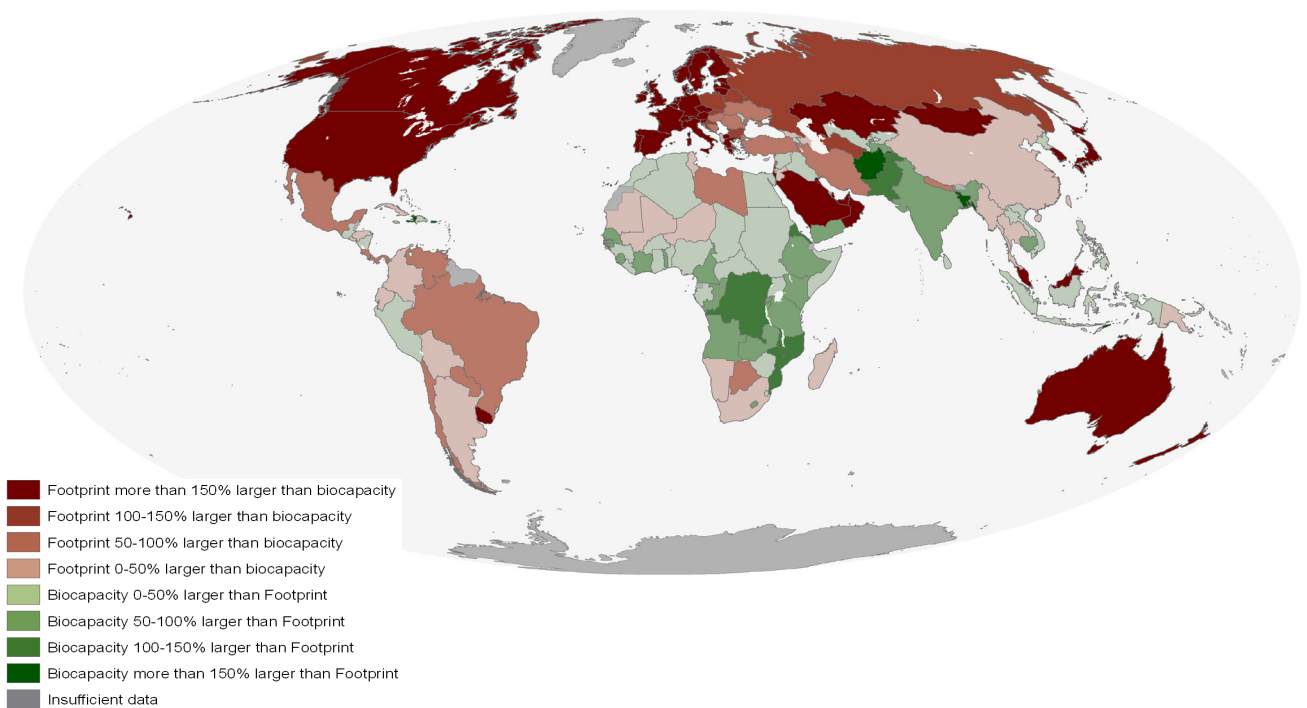 Footprint more than 150% larger than biocapacity
Footprint 100-150% larger than biocapacity
Footprint 50-100% larger than biocapacity
Footprint 0-50% larger than biocapacity
Biocapacity 0-50% larger than Footprint
Biocapacity 50-100% larger than Footprint
Biocapacity 100-150% larger than Footprint
Biocapacity more than 150% larger than Footprint
Insufficient data